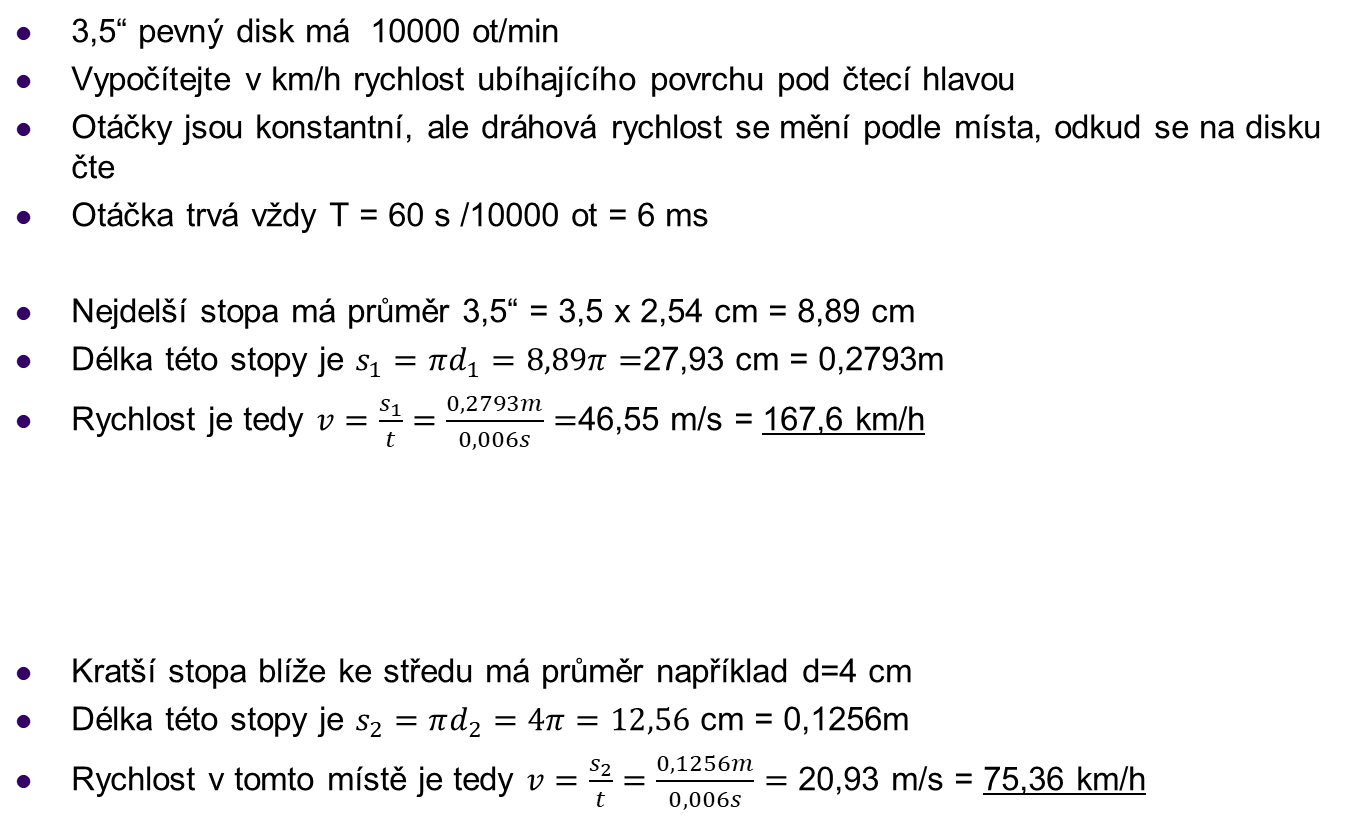 • 3,5“ pevný disk má  10000 ot/min
• Vypočítejte v km/h rychlost ubíhajícího povrchu pod čtecí hlavou
• Otáčky jsou konstantní, ale dráhová rychlost se mění podle místa, odkud se na disku
čte
• Otáčka trvá vždy T = 60 s /10000 ot = 6 ms
• Nejdelší stopa má průměr 3,5“ = 3,5 x 2,54 cm = 8,89 cm
• Délka této stopy je s₁ = πd₁ = 8,89π =27,93 cm = 0,2793m
• Rychlost je tedy v = s₁/t = 0,2793m/0,006s =46,55 m/s = 167,6 km/h
• Kratší stopa blíže ke středu má průměr například d=4 cm
• Délka této stopy je s₂ = πd₂ = 4π = 12,56 cm = 0,1256m
• Rychlost v tomto místě je tedy v = s₂/t = 0,1256m/0,006s = 20,93 m/s = 75,36 km/h